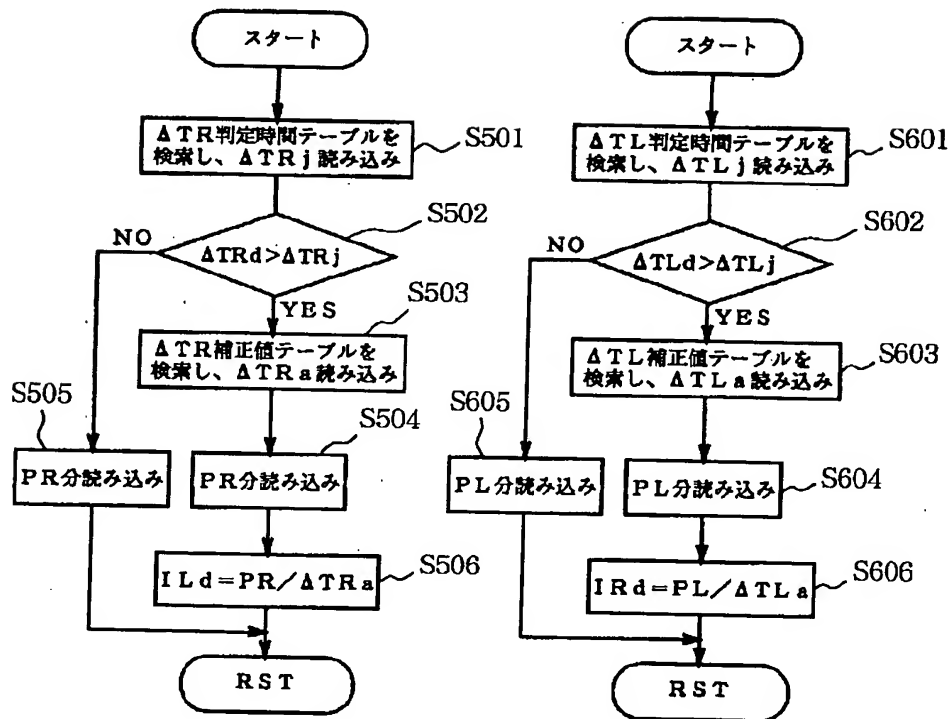 スタート
ΔTR判定時間テーブルを
検索し、ΔTRj読み込み
S501
S502
NO
ΔTRd>ΔTRj
YES
S503
ΔTR補正値テーブルを
検索し、ΔTRa読み込み
S505
S504
PR分読み込み
PR分読み込み
ILd=PR/ΔTRa
S506
RST
スタート
ΔTL判定時間テーブルを
検索し、ΔTLj読み込み
S601
S602
NO
ΔTLd>ΔTLj
YES
ΔTL補正値テーブルを
検索し、ΔTLa読み込み
S603
S605
PL分読み込み
PL分読み込み
S604
IRd=PL/ΔTLa
S606
RST